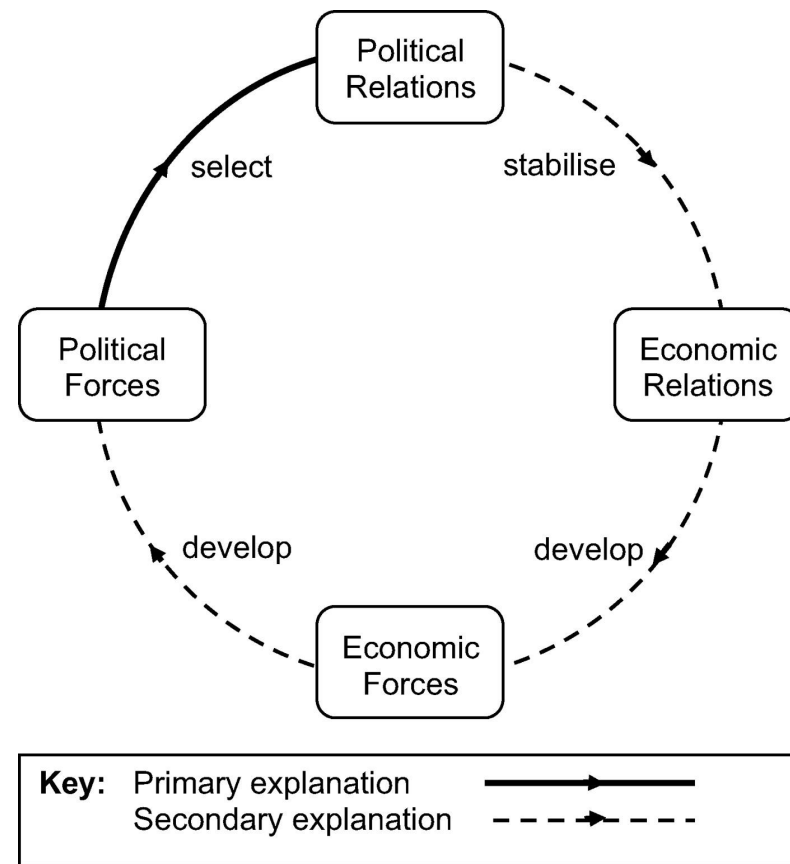 Political
Relations
select
stabilise
Political
Forces
Economic
Relations
develop
develop
Economic
Forces
Key: Primary explanation
Secondary explanation